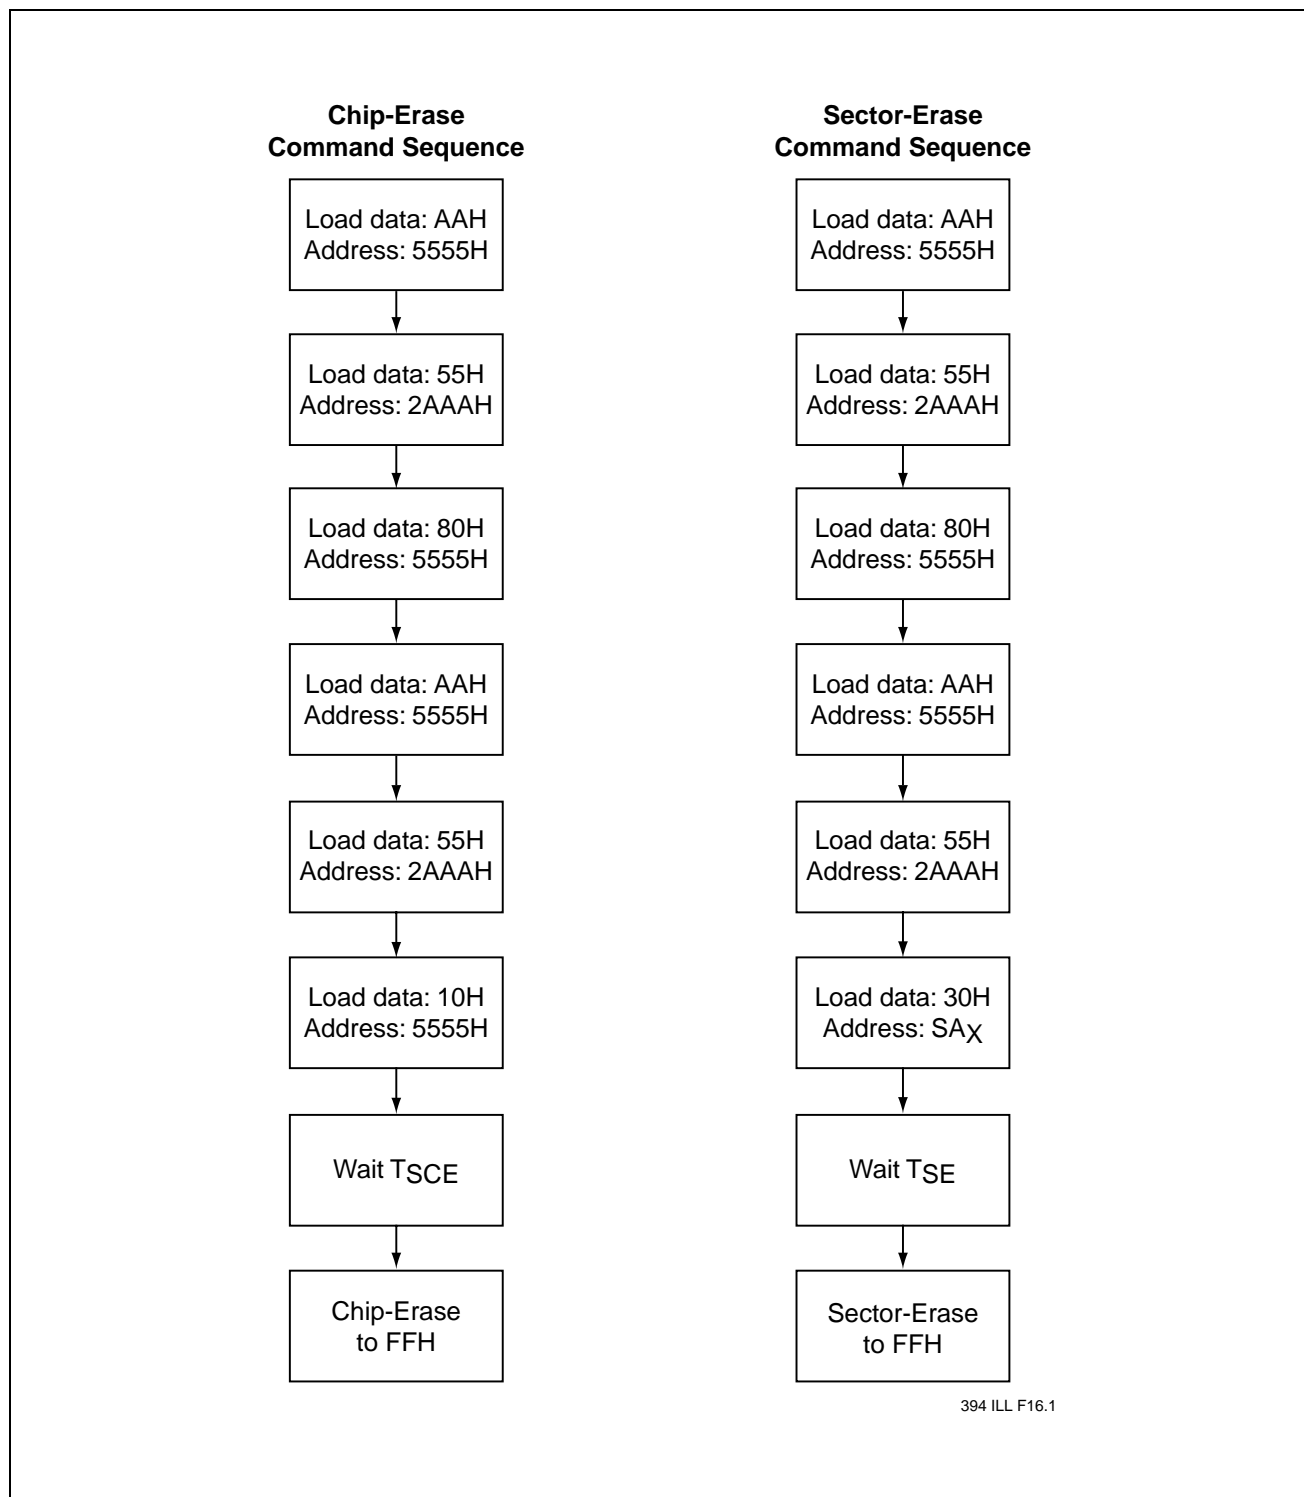 Chip-Erase
Command Sequence
Load data: AAH
Address: 5555H
Load data: 55H
Address: 2AAAH
Load data: 80H
Address: 5555H
Load data: AAH
Address: 5555H
Load data: 55H
Address: 2AAAH
Load data: 10H
Address: 5555H
Wait TSCE
Chip-Erase
to FFH
Sector-Erase
Command Sequence
Load data: AAH
Address: 5555H
Load data: 55H
Address: 2AAAH
Load data: 80H
Address: 5555H
Load data: AAH
Address: 5555H
Load data: 55H
Address: 2AAAH
Load data: 30H
Address: SAX
Wait TSE
Sector-Erase
to FFH
394 ILL F16.1